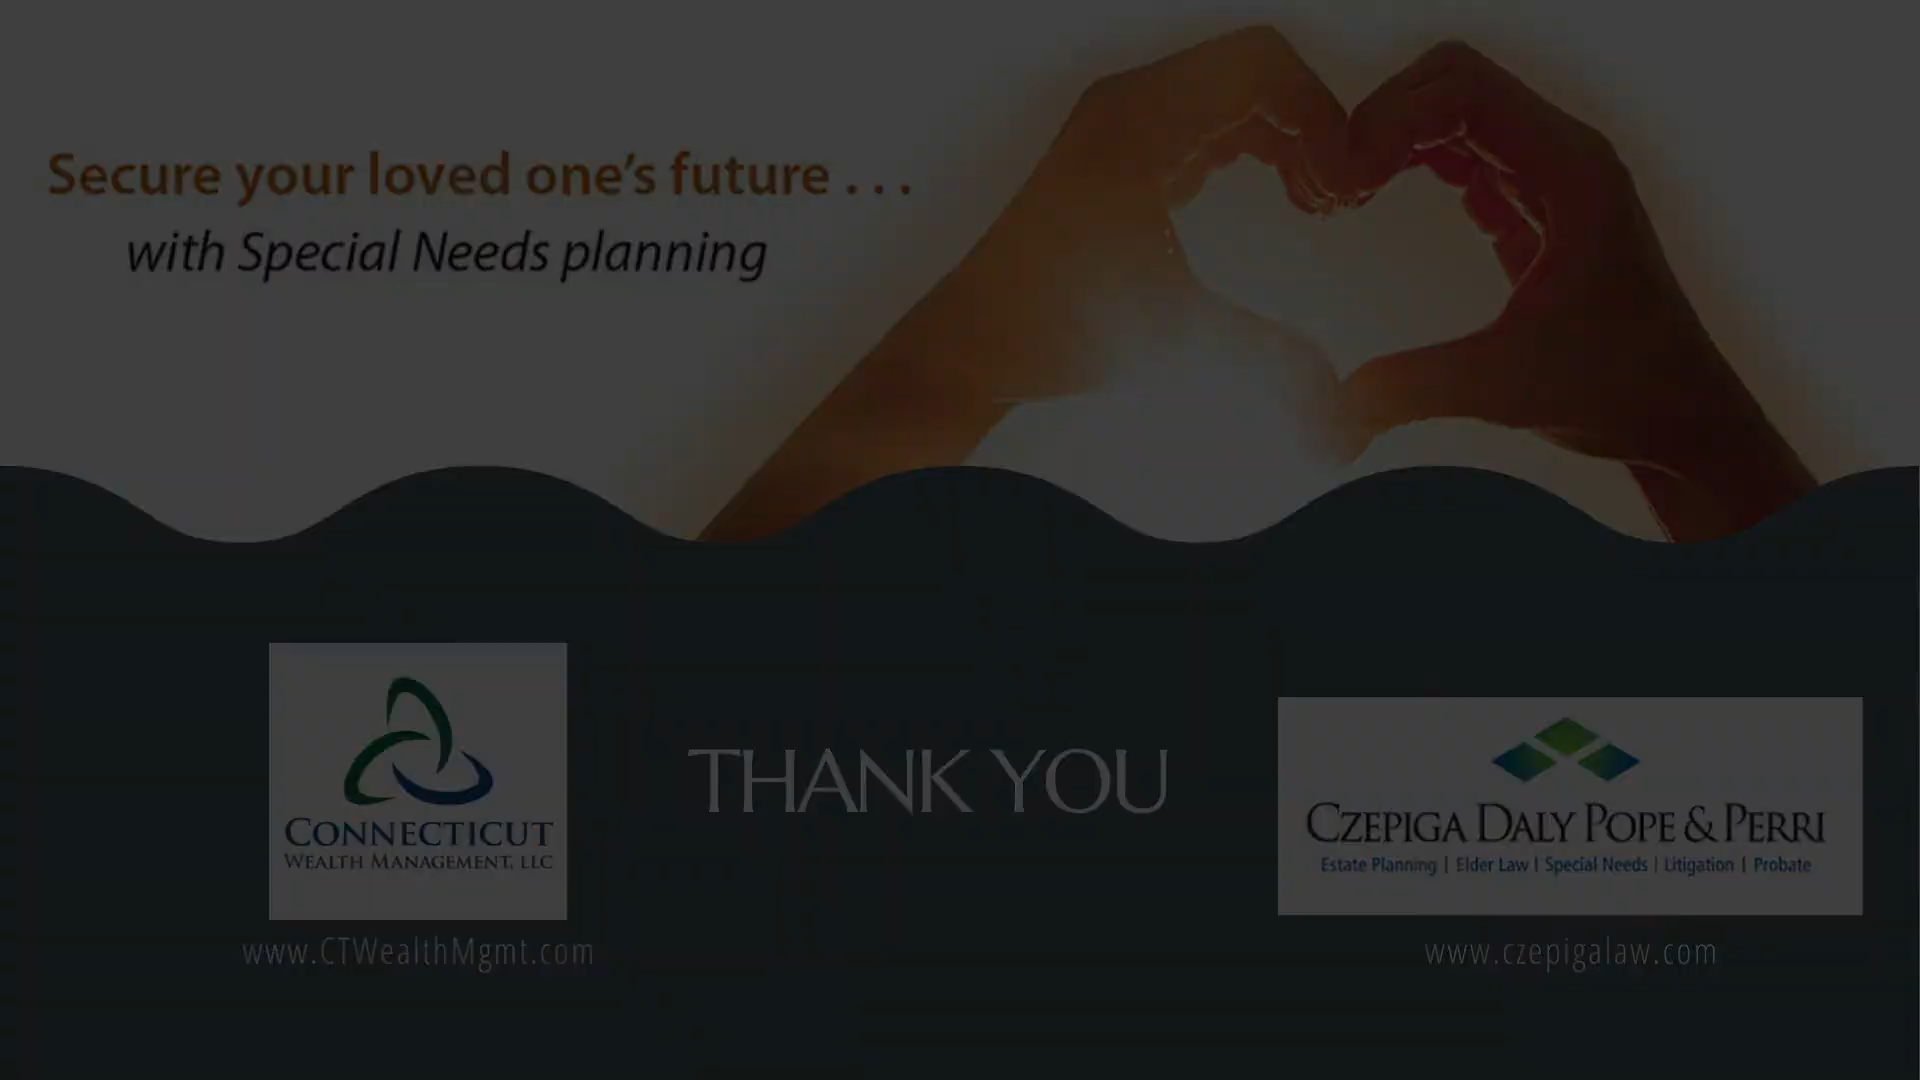 Secure your loved one's future . . .
with Special Needs planning
CONNECTICUT
WEALTH MANAGEMENT, LLC
www.CTWealthMgmt.com
THANK YOU
CZEPIGA DALY POPE & PERRI
Estate Planning | Elder Law | Special Needs | Litigation | Probate
www.czepigalaw.com